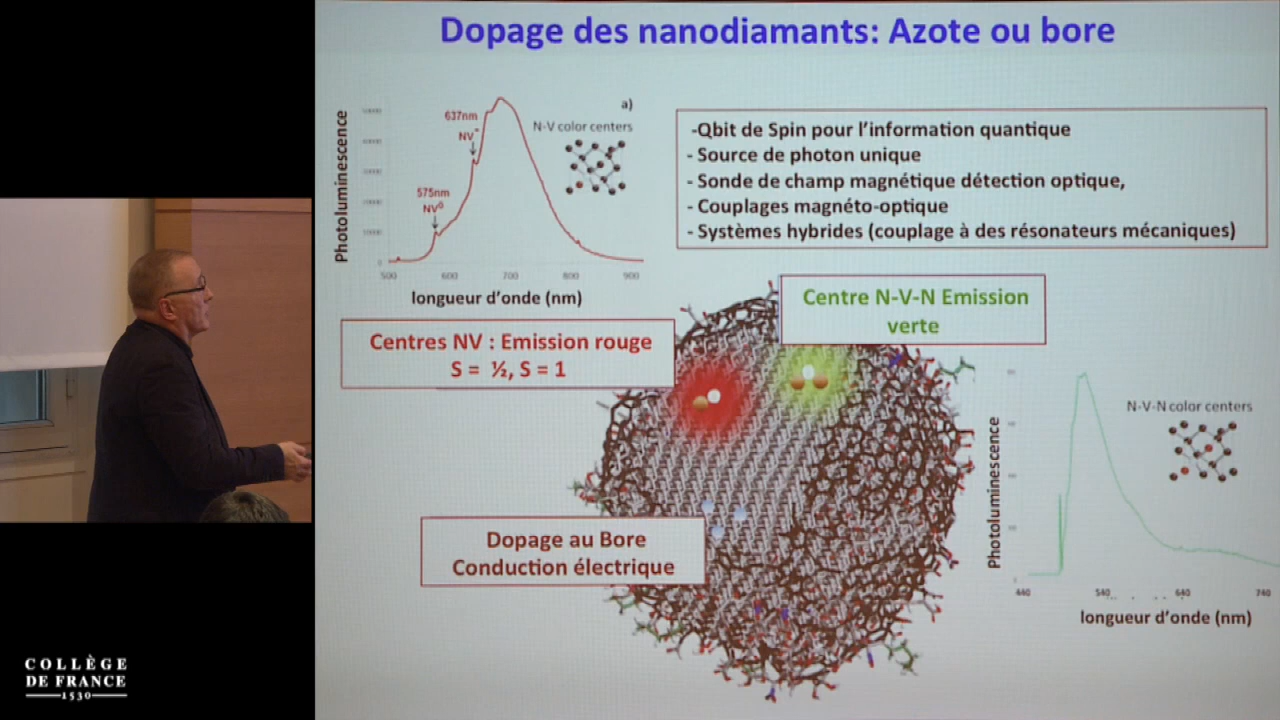 Dopage des nanodiamants: Azote ou bore
Photoluminescence
637nm
NV⁻
575nm
NV⁰
a)
N-V color centers
500 600 700 800 900
longueur d'onde (nm)
-Qbit de Spin pour l'information quantique
- Source de photon unique
- Sonde de champ magnétique détection optique,
- Couplages magnéto-optique
- Systèmes hybrides (couplage à des résonateurs mécaniques)
Centre N-V-N Emission
verte
Centres NV : Emission rouge
S = ½, S = 1
Dopage au Bore
Conduction électrique
N-V-N color centers
Photoluminescence
440 540 640 740
longueur d'onde (nm)
COLLÈGE
DE FRANCE
1530